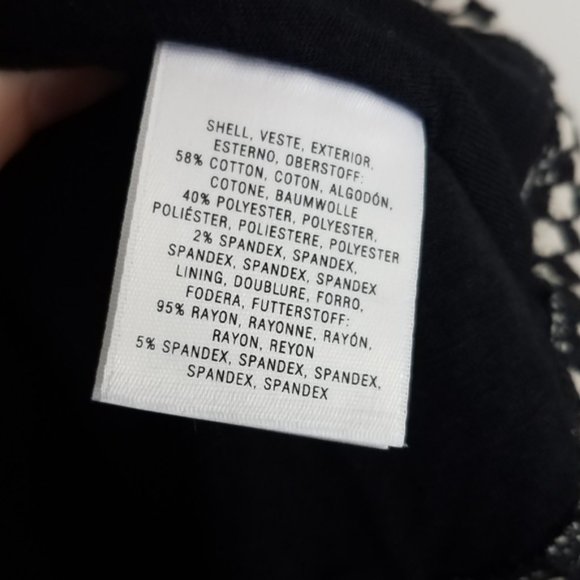 SHELL, VESTE, EXTERIOR,
ESTERNO, OBERSTOFF:
58% COTTON, COTON, ALGODÓN,
COTONE, BAUMWOLLE
40% POLYESTER, POLYESTER,
POLIÉSTER, POLIESTERE, POLYESTER
2% SPANDEX, SPANDEX,
SPANDEX, SPANDEX, SPANDEX
LINING, DOUBLURE, FORRO,
FODERA, FUTTERSTOFF:
95% RAYON, RAYONNE, RAYÓN,
RAYON, REYON
5% SPANDEX, SPANDEX, SPANDEX,
SPANDEX, SPANDEX